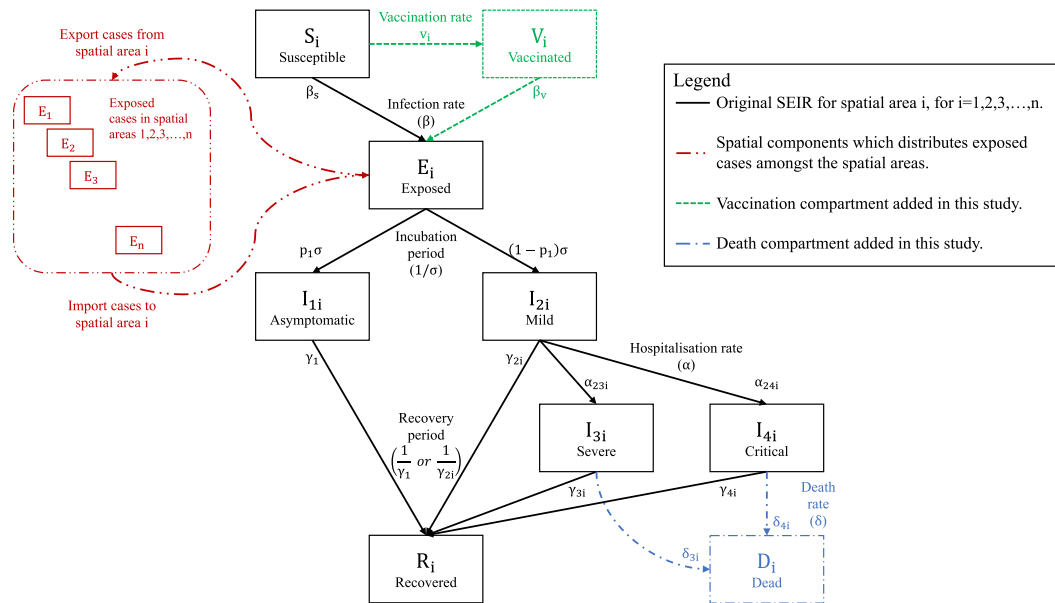 Export cases from
spatial area i
Exposed
cases in spatial
areas 1,2,3,…,n
E₁
E₂
E₃
Eₙ
Import cases to
spatial area i
Sᵢ
Susceptible
Vaccination rate
vᵢ
Vᵢ
Vaccinated
βₛ
Infection rate
(β)
βᵥ
Eᵢ
Exposed
p₁σ
Incubation
period
(1/σ)
(1 − p₁)σ
I₁ᵢ
Asymptomatic
I₂ᵢ
Mild
γ₁
γ₂ᵢ
Hospitalisation rate
(α)
α₂₃ᵢ
α₂₄ᵢ
I₃ᵢ
Severe
I₄ᵢ
Critical
Recovery
period
(1/γ₁ or 1/γ₂ᵢ)
γ₃ᵢ
γ₄ᵢ
Death
rate
(δ)
δ₃ᵢ
δ₄ᵢ
Rᵢ
Recovered
Dᵢ
Dead
Legend
Original SEIR for spatial area i, for i=1,2,3,…,n.
Spatial components which distributes exposed
cases amongst the spatial areas.
Vaccination compartment added in this study.
Death compartment added in this study.